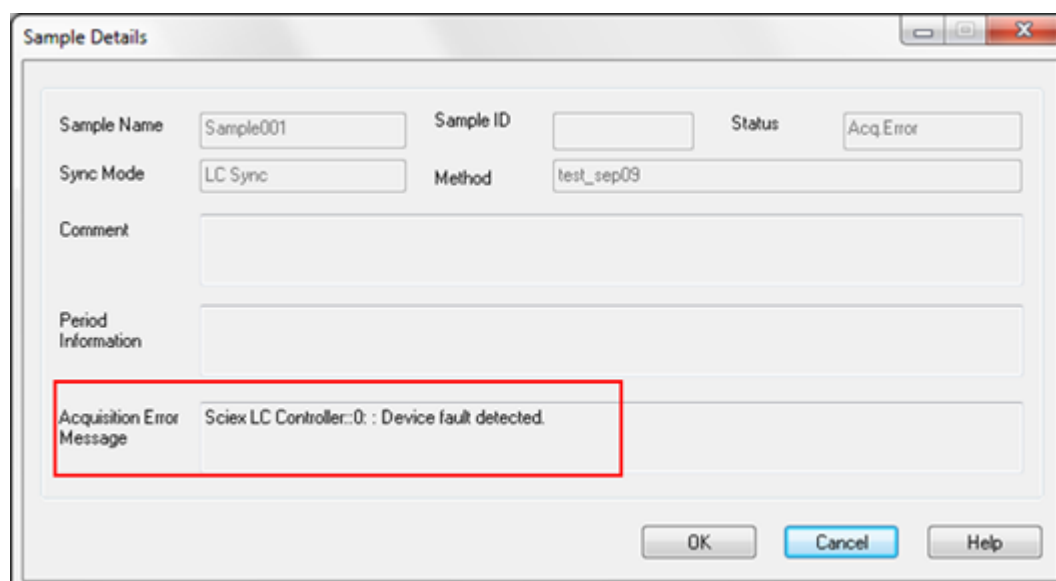 Sample Details
Sample Name Sample001 Sample ID Status Acq.Error
Sync Mode LC Sync Method test_sep09
Comment
Period
Information
Acquisition Error
Message
Sciex LC Controller::0: : Device fault detected.
OK Cancel Help